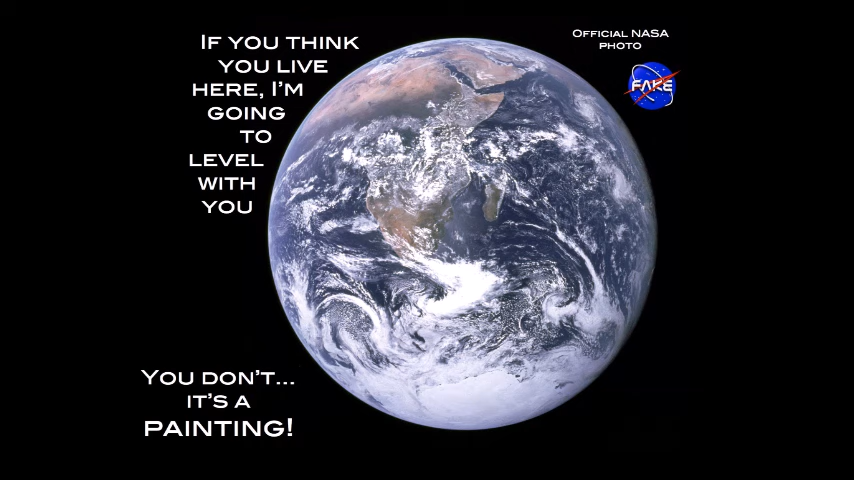 If you think
you live
here, I'm
going
to
level
with
you
Official NASA
photo
FAKE
You don't...
it's a
painting!